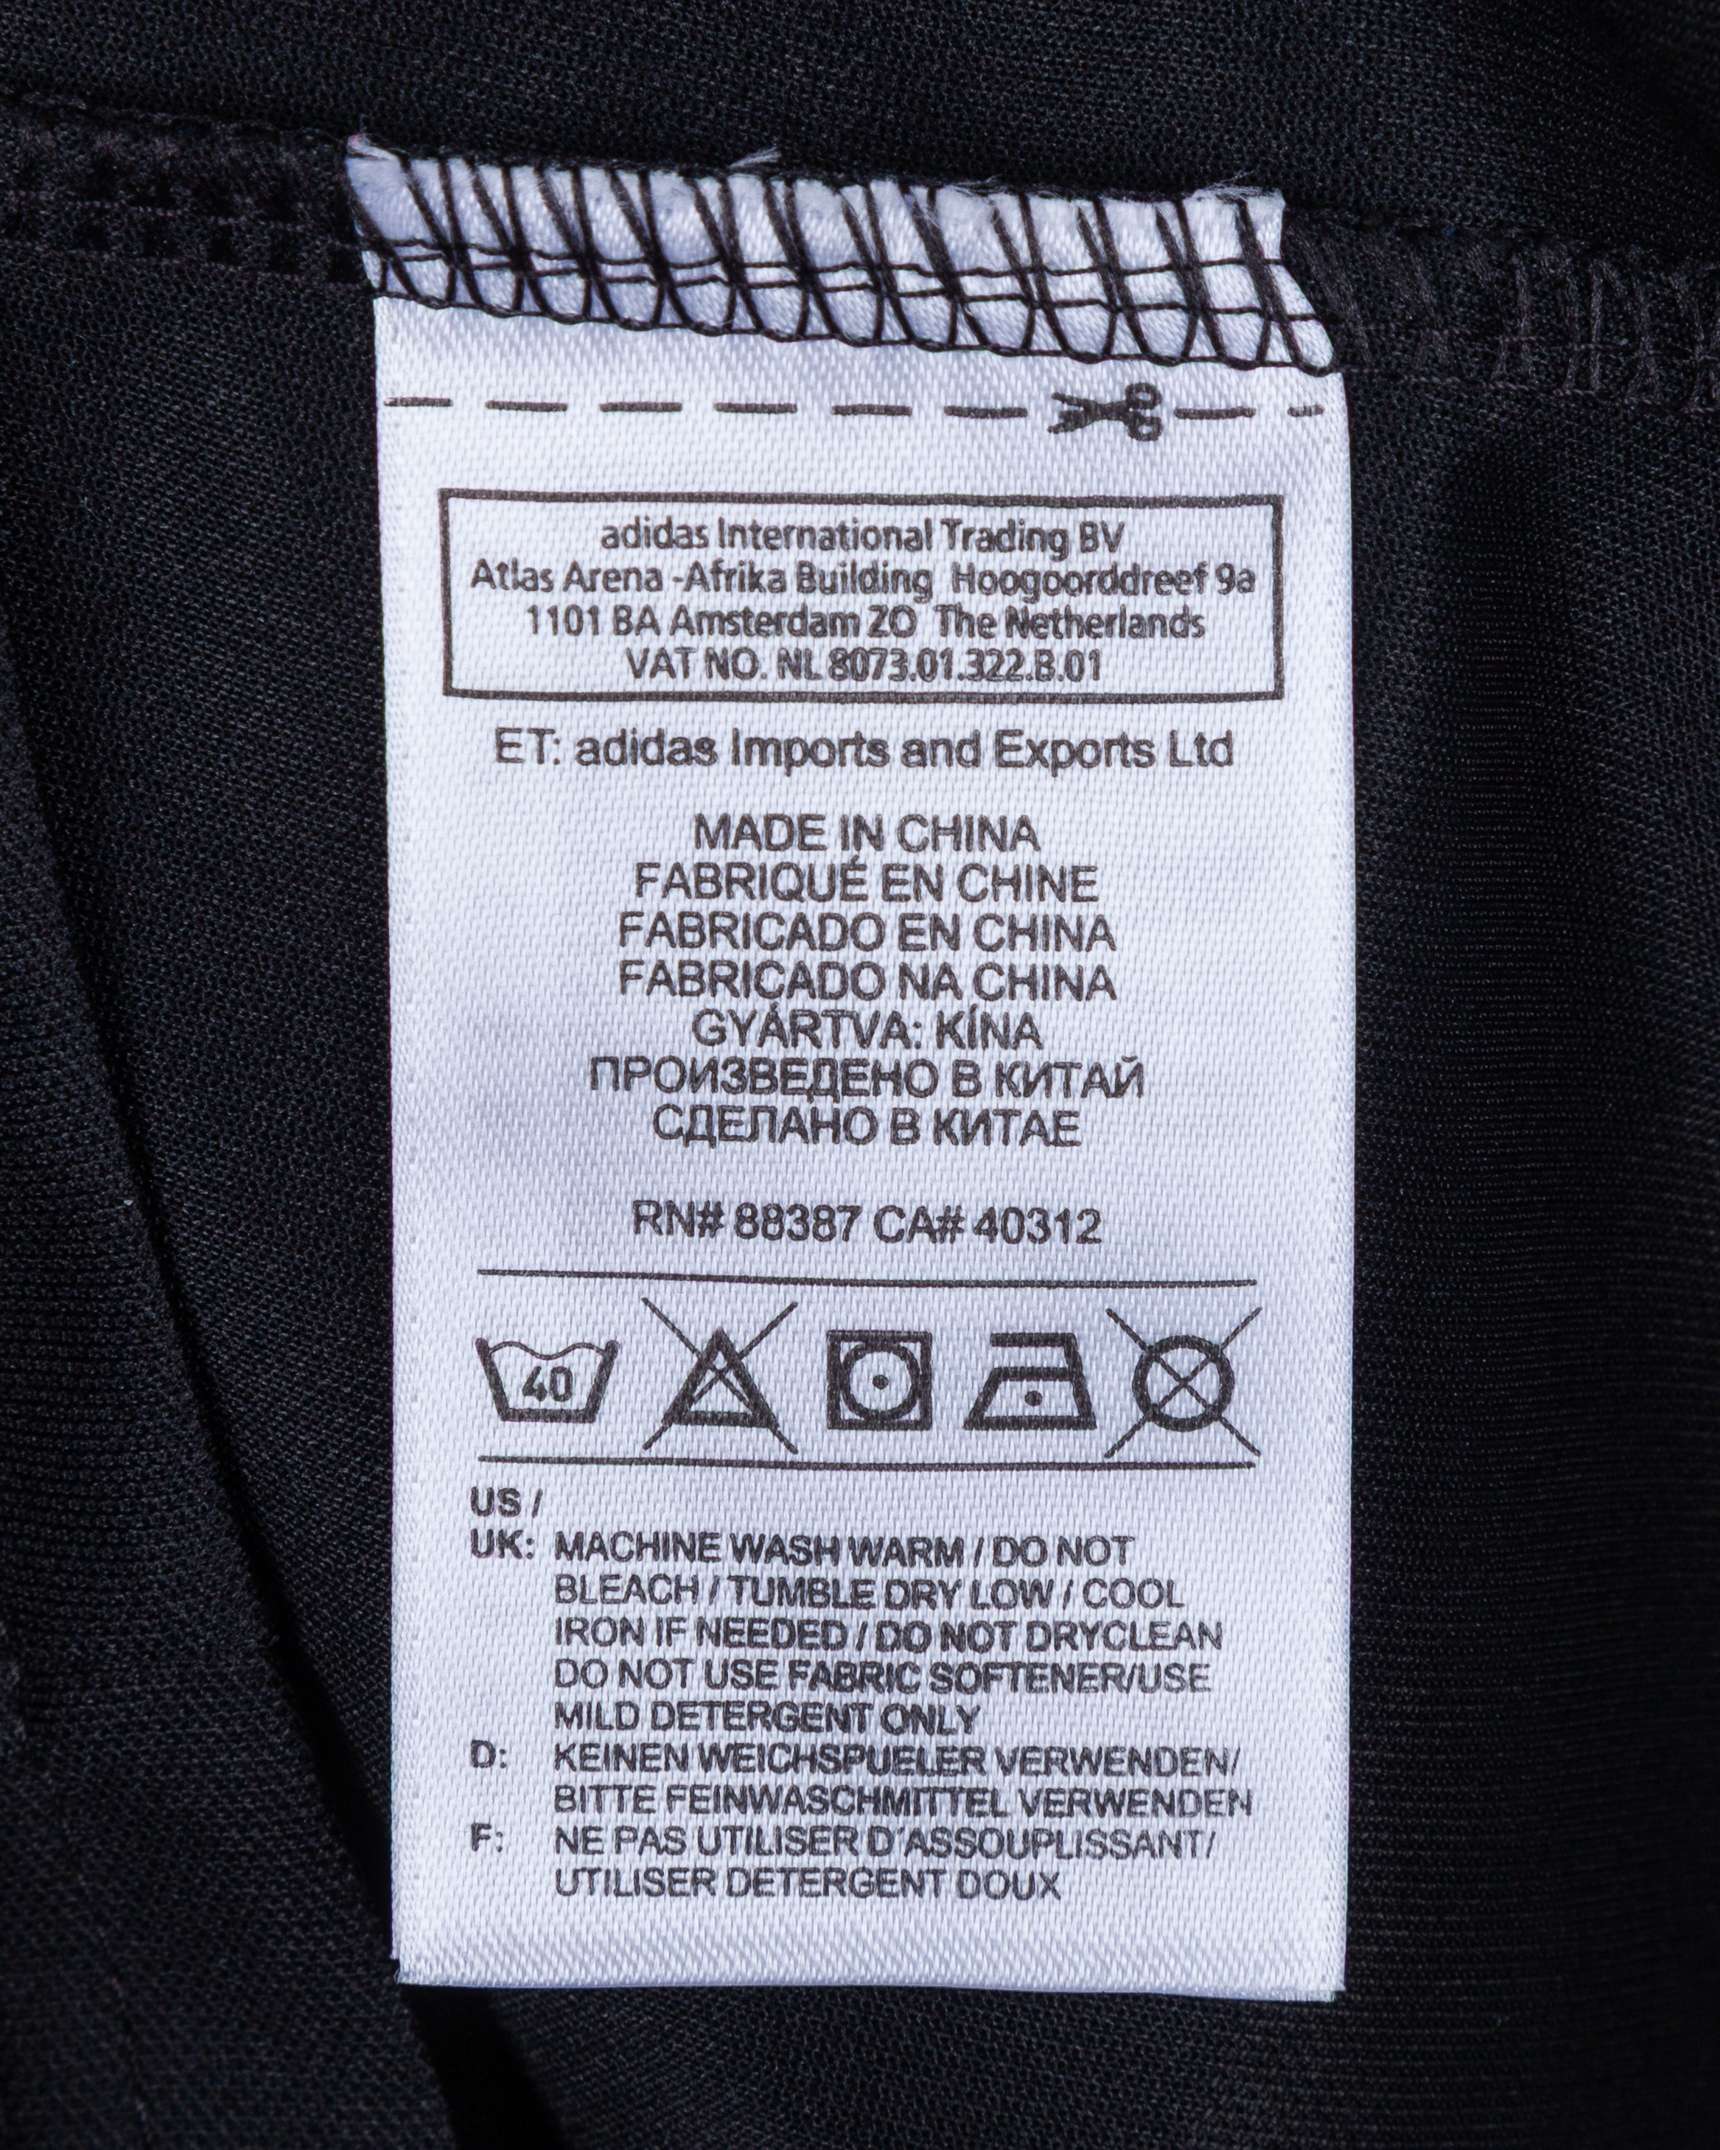 adidas International Trading BV
Atlas Arena -Afrika Building Hoogoorddreef 9a
1101 BA Amsterdam ZO The Netherlands
VAT NO. NL 8073.01.322.B.01
ET: adidas Imports and Exports Ltd
MADE IN CHINA
FABRIQUÉ EN CHINE
FABRICADO EN CHINA
FABRICADO NA CHINA
GYÁRTVA: KÍNA
ПРОИЗВЕДЕНО В КИТАЙ
СДЕЛАНО В КИТАЕ
RN# 88387 CA# 40312
40
US /
UK: MACHINE WASH WARM / DO NOT
BLEACH / TUMBLE DRY LOW / COOL
IRON IF NEEDED / DO NOT DRYCLEAN
DO NOT USE FABRIC SOFTENER/USE
MILD DETERGENT ONLY
D: KEINEN WEICHSPUELER VERWENDEN/
BITTE FEINWASCHMITTEL VERWENDEN
F: NE PAS UTILISER D´ASSOUPLISSANT/
UTILISER DETERGENT DOUX